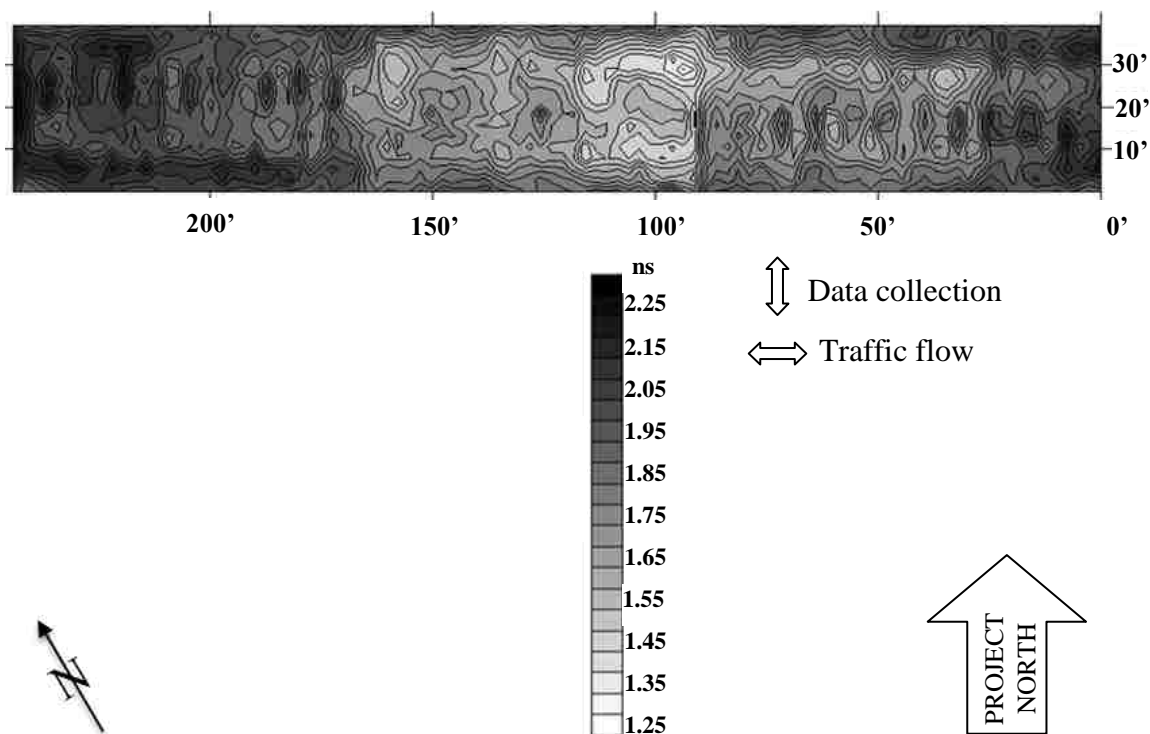 30’
20’
10’
200’ 150’ 100’ 50’ 0’
ns
2.25
2.15
2.05
1.95
1.85
1.75
1.65
1.55
1.45
1.35
1.25
Data collection
Traffic flow
N
PROJECT
NORTH